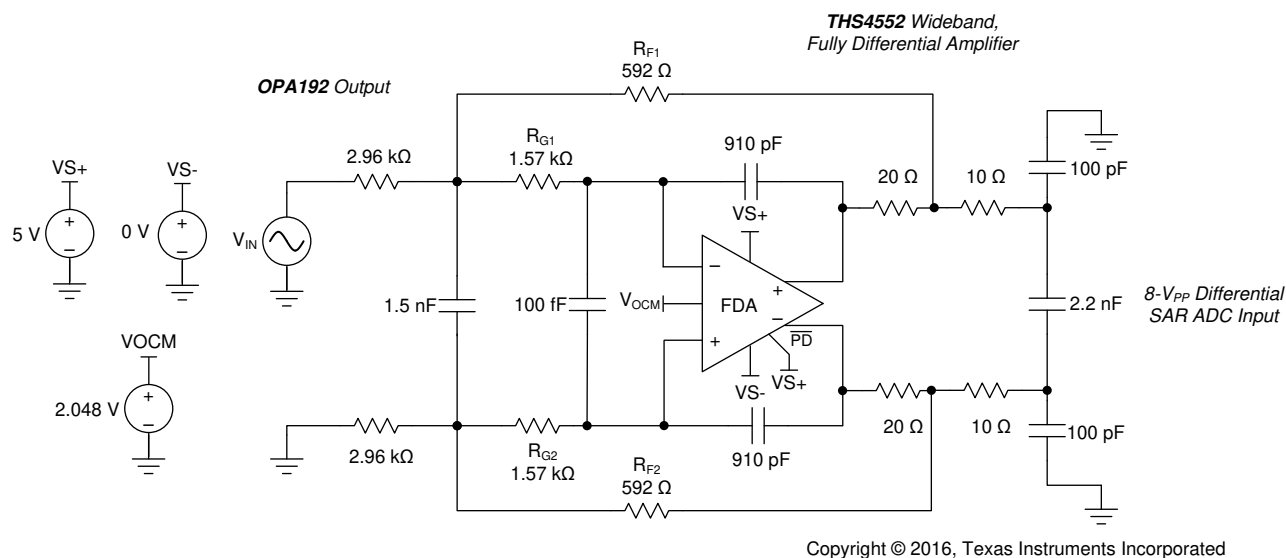 THS4552 Wideband,
Fully Differential Amplifier
RF1
592 Ω
OPA192 Output
RG1
1.57 kΩ
910 pF
2.96 kΩ
20 Ω
10 Ω
100 pF
VS+
VS-
VS+
5 V
0 V
VIN
1.5 nF
100 fF
VOCM
FDA
PD
VS+
VS-
2.2 nF
8-VPP Differential
SAR ADC Input
VOCM
2.048 V
2.96 kΩ
RG2
1.57 kΩ
910 pF
20 Ω
10 Ω
100 pF
RF2
592 Ω
Copyright © 2016, Texas Instruments Incorporated